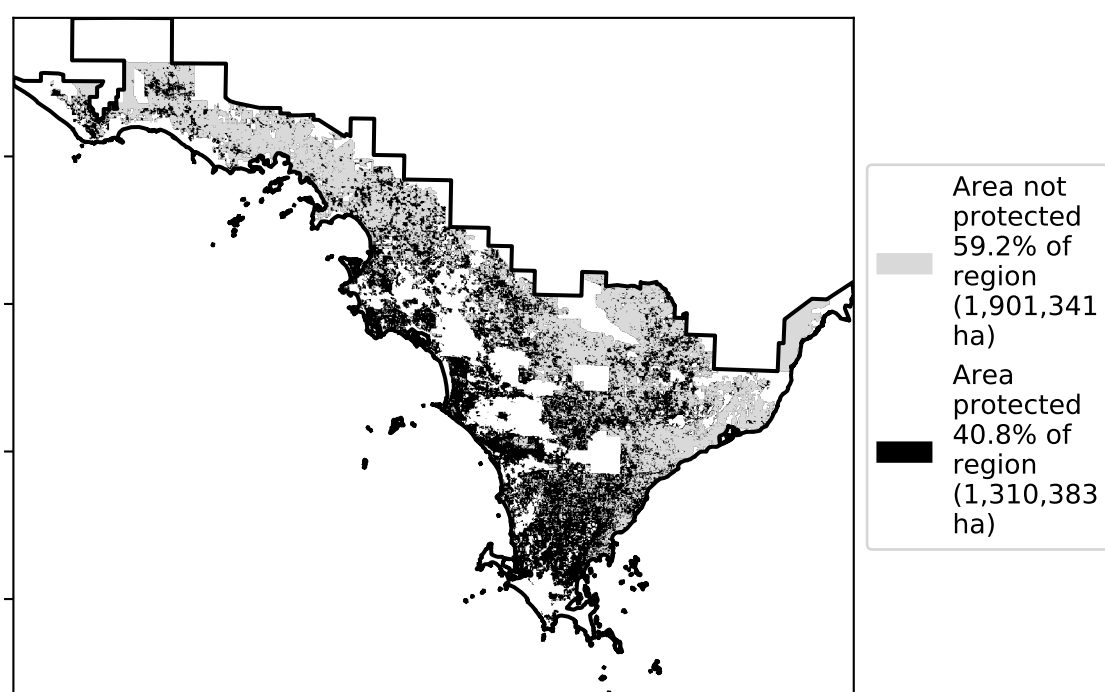 Area not
protected
59.2% of
region
(1,901,341
ha)
Area
protected
40.8% of
region
(1,310,383
ha)